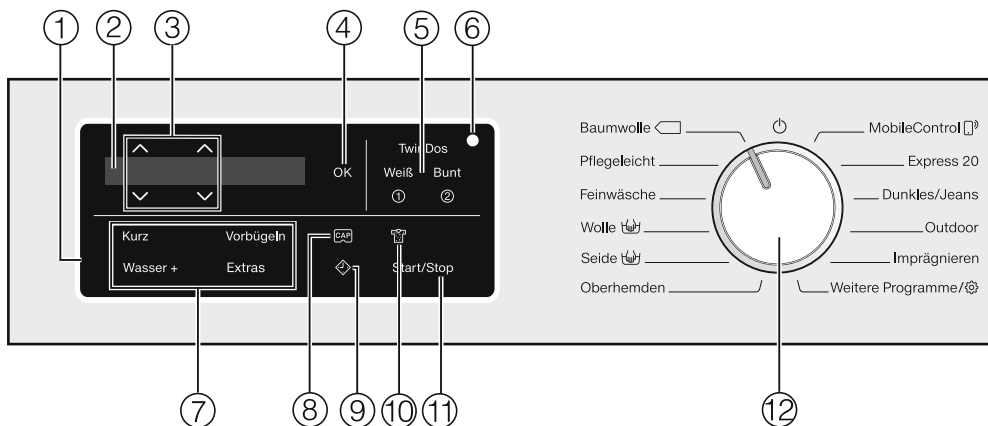 ① ② ③ ④ ⑤ ⑥
TwinDos
OK Weiß Bunt
① ②
Kurz Vorbügeln CAP
Wasser + Extras Start/Stop
Baumwolle
Pflegeleicht
Feinwäsche
Wolle
Seide
Oberhemden
MobileControl
Express 20
Dunkles/Jeans
Outdoor
Imprägnieren
Weitere Programme/
⑦ ⑧ ⑨ ⑩ ⑪ ⑫